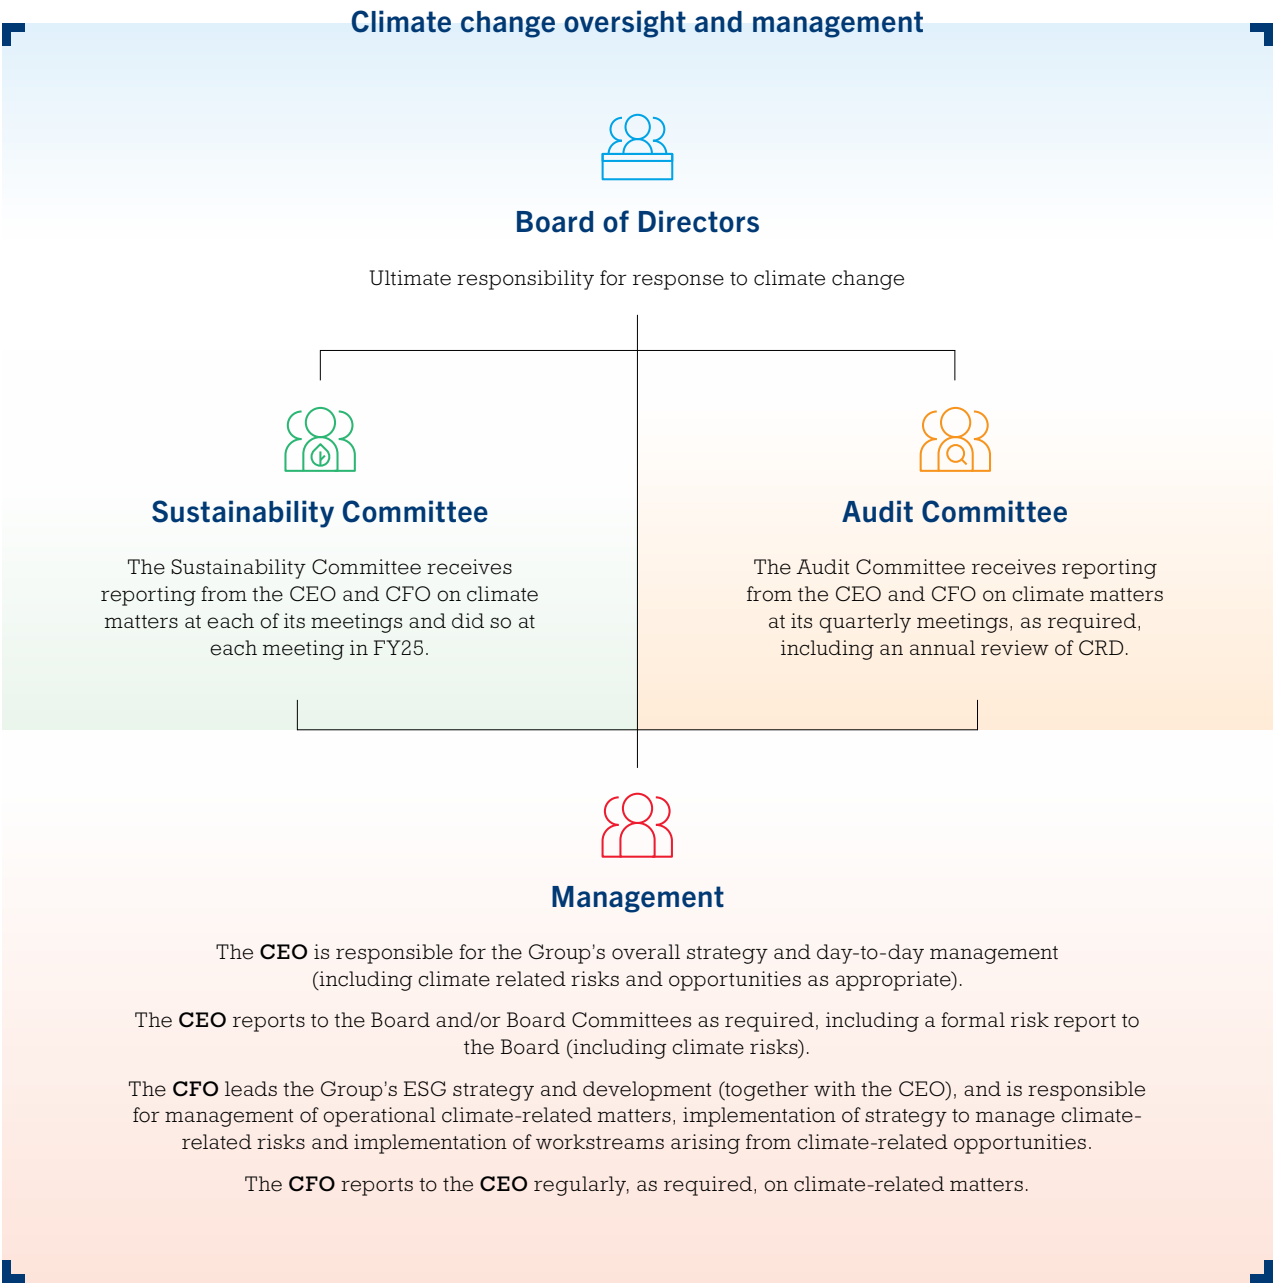 Climate change oversight and management
Board of Directors
Ultimate responsibility for response to climate change
Sustainability Committee
The Sustainability Committee receives
reporting from the CEO and CFO on climate
matters at each of its meetings and did so at
each meeting in FY25.
Audit Committee
The Audit Committee receives reporting
from the CEO and CFO on climate matters
at its quarterly meetings, as required,
including an annual review of CRD.
Management
The CEO is responsible for the Group’s overall strategy and day-to-day management
(including climate related risks and opportunities as appropriate).
The CEO reports to the Board and/or Board Committees as required, including a formal risk report to
the Board (including climate risks).
The CFO leads the Group’s ESG strategy and development (together with the CEO), and is responsible
for management of operational climate-related matters, implementation of strategy to manage climate-
related risks and implementation of workstreams arising from climate-related opportunities.
The CFO reports to the CEO regularly, as required, on climate-related matters.